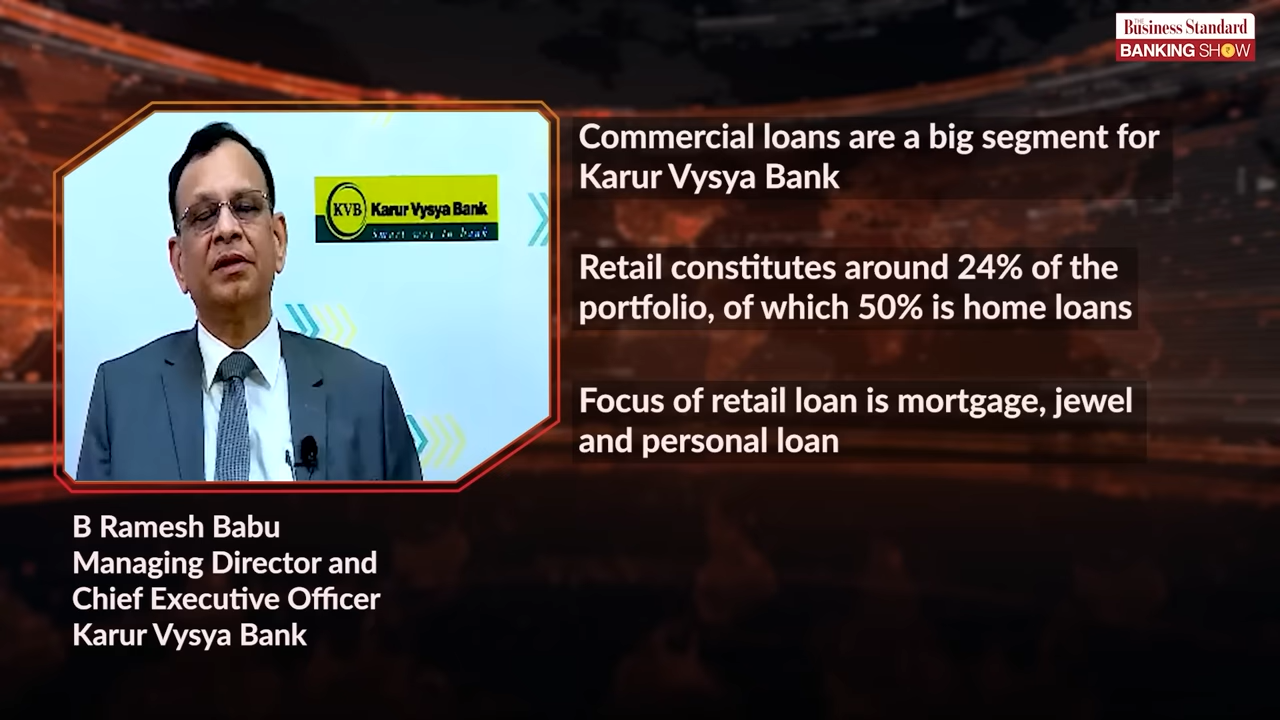 THE
Business Standard
BANKING SHOW
KVB Karur Vysya Bank
Smart way to bank
Commercial loans are a big segment for
Karur Vysya Bank
Retail constitutes around 24% of the
portfolio, of which 50% is home loans
Focus of retail loan is mortgage, jewel
and personal loan
B Ramesh Babu
Managing Director and
Chief Executive Officer
Karur Vysya Bank